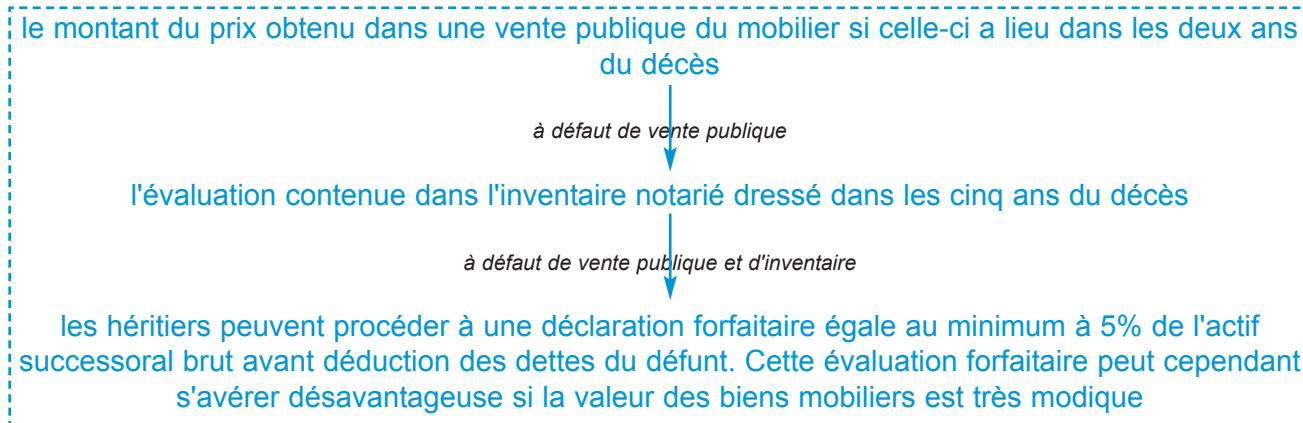 le montant du prix obtenu dans une vente publique du mobilier si celle-ci a lieu dans les deux ans
du décès
à défaut de vente publique
l'évaluation contenue dans l'inventaire notarié dressé dans les cinq ans du décès
à défaut de vente publique et d'inventaire
les héritiers peuvent procéder à une déclaration forfaitaire égale au minimum à 5% de l'actif
successoral brut avant déduction des dettes du défunt. Cette évaluation forfaitaire peut cependant
s'avérer désavantageuse si la valeur des biens mobiliers est très modique